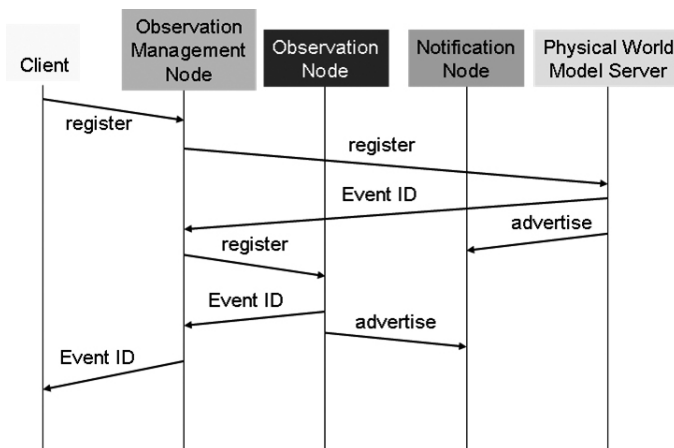 Client
Observation
Management
Node
Observation
Node
Notification
Node
Physical World
Model Server
register
register
Event ID
advertise
register
Event ID
advertise
Event ID